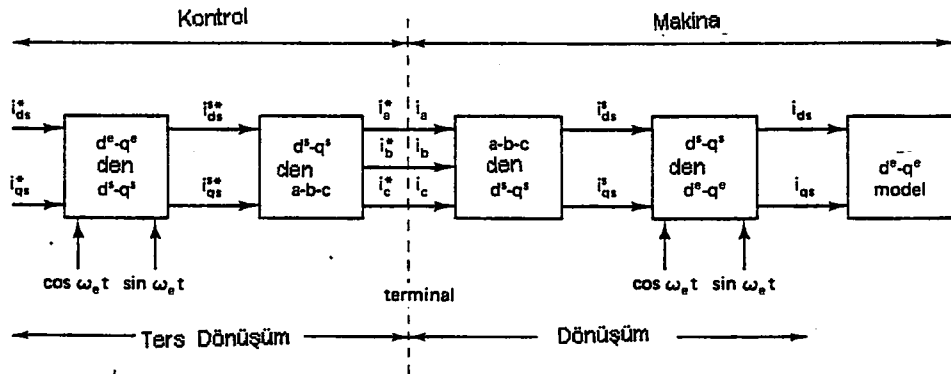 Kontrol
Makina
i*ds
i*qs
dᵉ-qᵉ
den
dˢ-qˢ
cos ωₑt
sin ωₑt
iˢ*ds
iˢ*qs
dˢ-qˢ
den
a-b-c
i*a
i*b
i*c
ia
ib
ic
terminal
a-b-c
den
dˢ-qˢ
iˢds
iˢqs
dˢ-qˢ
den
dᵉ-qᵉ
cos ωₑt
sin ωₑt
ids
iqs
dᵉ-qᵉ
model
Ters Dönüşüm
Dönüşüm